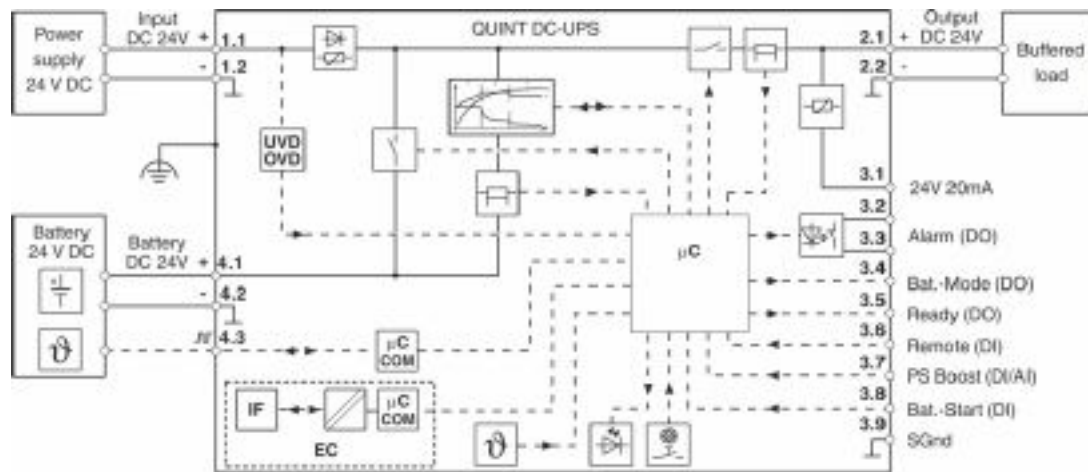 Power
supply
24 V DC
Input
DC 24V +
-
1.1
1.2
QUINT DC-UPS
2.1
2.2
Output
+ DC 24V
-
Buffered
load
UVD
OVD
3.1
24V 20mA
3.2
3.3
Alarm (DO)
µC
3.4
Bat.-Mode (DO)
3.5
Ready (DO)
3.6
Remote (DI)
3.7
PS Boost (DI/AI)
3.8
Bat.-Start (DI)
3.9
SGnd
Battery
24 V DC
+
ϑ
Battery
DC 24V +
-
4.1
4.2
4.3
µC
COM
IF
µC
COM
EC
ϑ